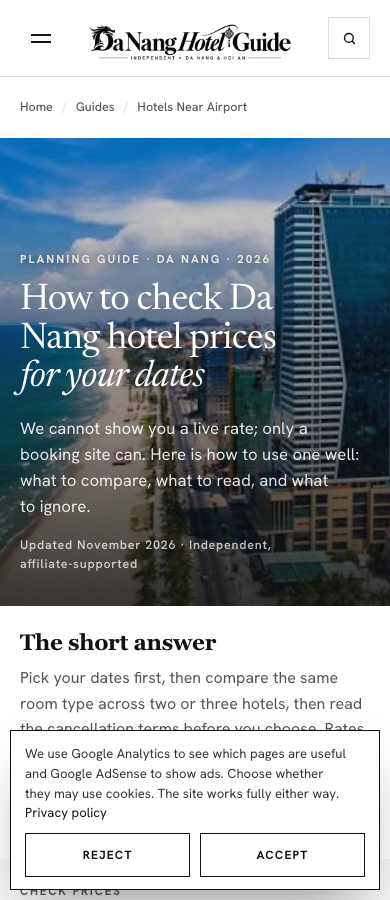 Da Nang Hotel Guide
INDEPENDENT • DA NANG & HOI AN
Home / Guides / Hotels Near Airport
PLANNING GUIDE · DA NANG · 2026
How to check Da
Nang hotel prices
for your dates
We cannot show you a live rate; only a
booking site can. Here is how to use one well:
what to compare, what to read, and what
to ignore.
Updated November 2026 · Independent,
affiliate-supported
The short answer
Pick your dates first, then compare the same
room type across two or three hotels, then read
the cancellation terms before you choose. Rates
We use Google Analytics to see which pages are useful
and Google AdSense to show ads. Choose whether
they may use cookies. The site works fully either way.
Privacy policy
REJECT ACCEPT
CHECK PRICES